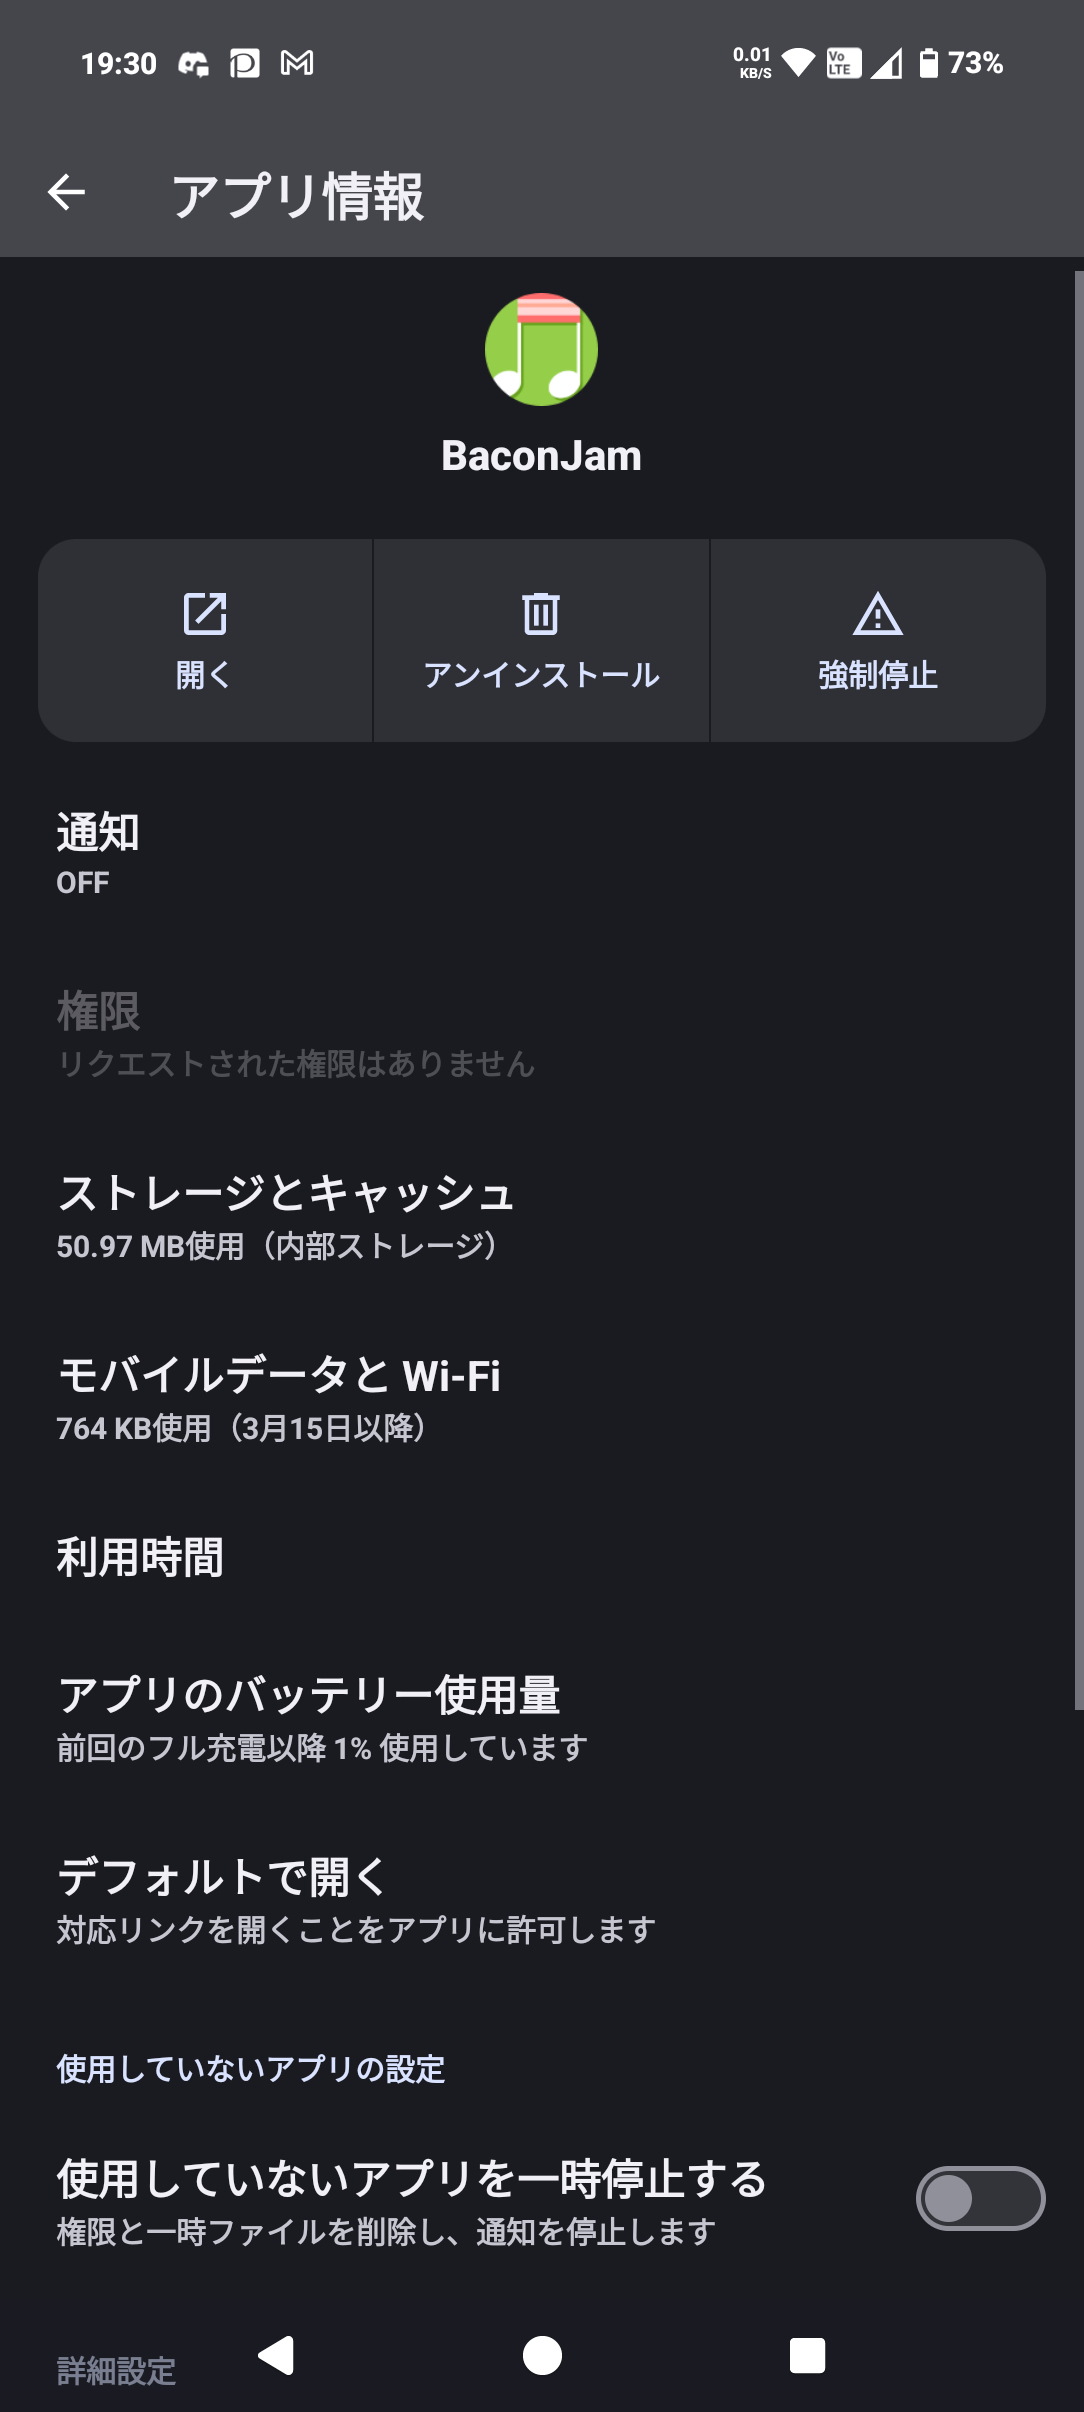 19:30
0.01
KB/S
Vo
LTE
73%
アプリ情報
BaconJam
開く
アンインストール
強制停止
通知
OFF
権限
リクエストされた権限はありません
ストレージとキャッシュ
50.97 MB使用（内部ストレージ）
モバイルデータと Wi-Fi
764 KB使用（3月15日以降）
利用時間
アプリのバッテリー使用量
前回のフル充電以降 1% 使用しています
デフォルトで開く
対応リンクを開くことをアプリに許可します
使用していないアプリの設定
使用していないアプリを一時停止する
権限と一時ファイルを削除し、通知を停止します
詳細設定